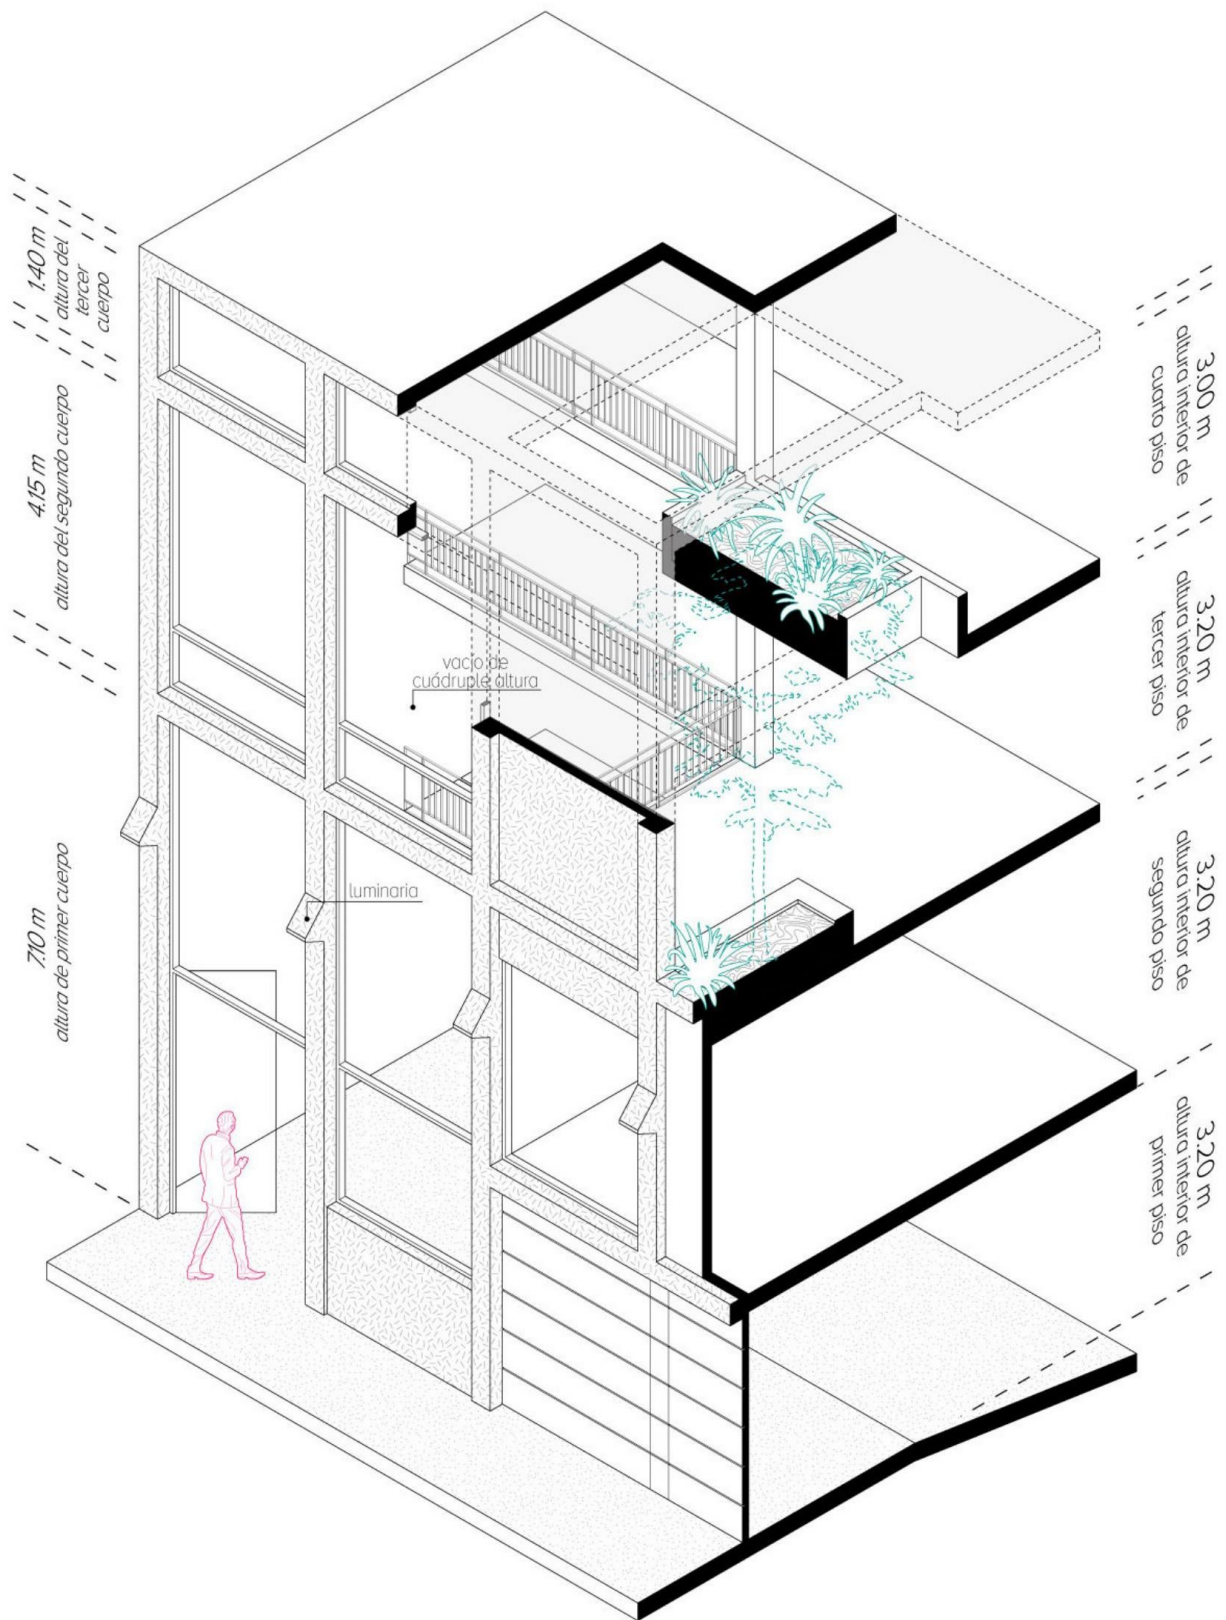 1.40 m
altura del
tercer
cuerpo
4.15 m
altura del segundo cuerpo
7.10 m
altura de primer cuerpo
vacío de
cuádruple altura
luminaria
3.00 m
altura interior de
cuarto piso
3.20 m
altura interior de
tercer piso
3.20 m
altura interior de
segundo piso
3.20 m
altura interior de
primer piso